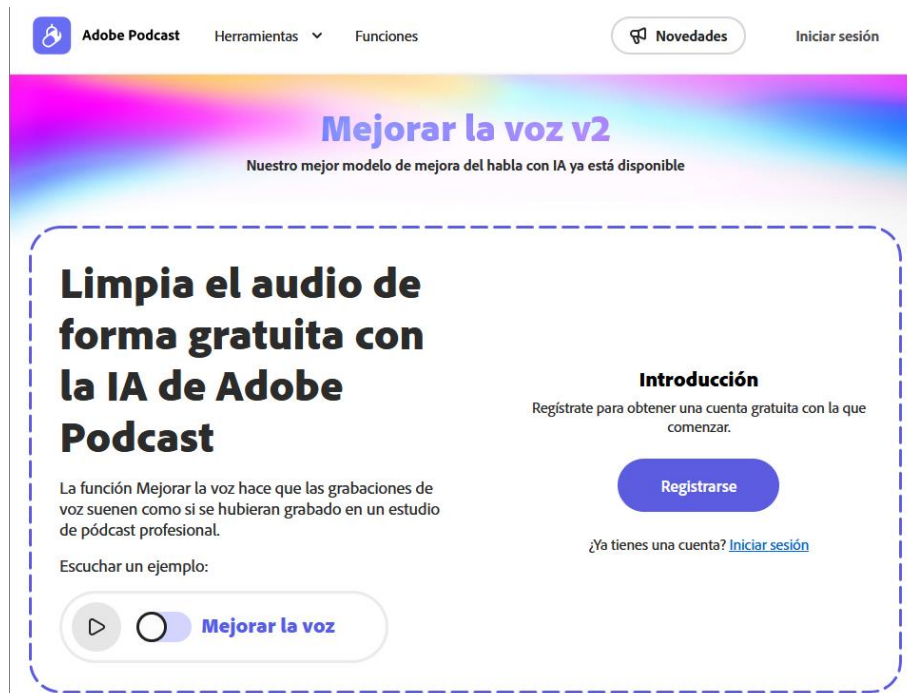 Adobe Podcast
Herramientas
Funciones
Novedades
Iniciar sesión
Mejorar la voz v2
Nuestro mejor modelo de mejora del habla con IA ya está disponible
Limpia el audio de
forma gratuita con
la IA de Adobe
Podcast
La función Mejorar la voz hace que las grabaciones de
voz suenen como si se hubieran grabado en un estudio
de pódcast profesional.
Escuchar un ejemplo:
Mejorar la voz
Introducción
Regístrate para obtener una cuenta gratuita con la que
comenzar.
Registrarse
¿Ya tienes una cuenta? Iniciar sesión